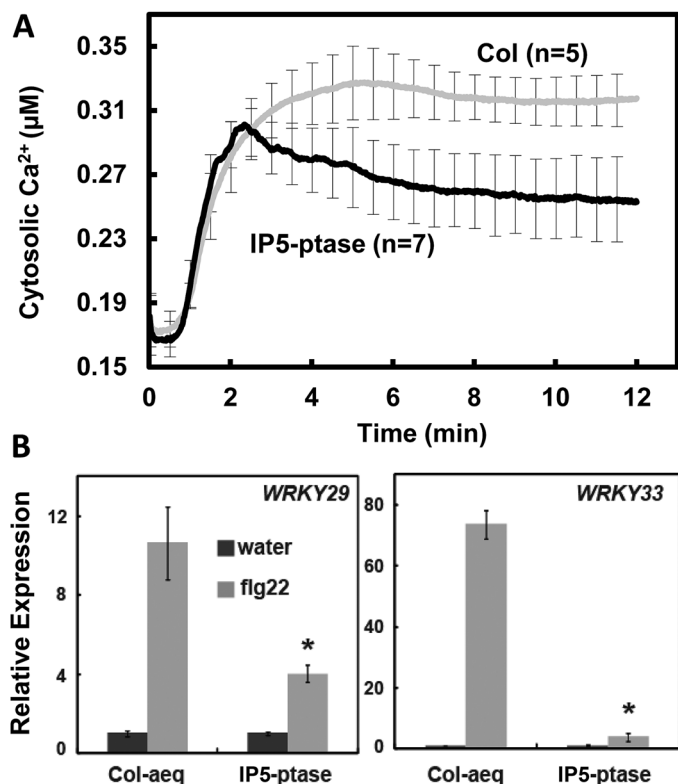 A
Cytosolic Ca²⁺ (µM)
0.35
0.31
0.27
0.23
0.19
0.15
Col (n=5)
IP5-ptase (n=7)
0 2 4 6 8 10 12
Time (min)
B
Relative Expression
12
8
4
0
WRKY29
water
flg22
*
Col-aeq IP5-ptase
80
60
40
20
0
WRKY33
*
Col-aeq IP5-ptase